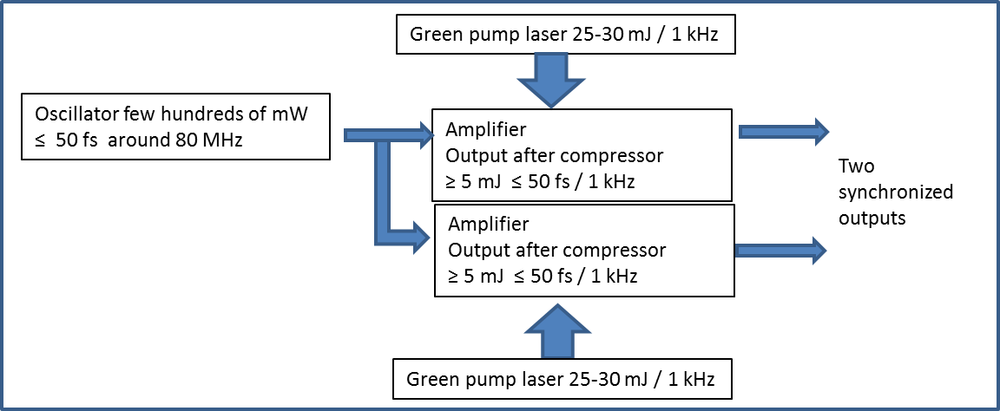 Green pump laser 25-30 mJ / 1 kHz
Oscillator few hundreds of mW
≤ 50 fs around 80 MHz
Amplifier
Output after compressor
≥ 5 mJ ≤ 50 fs / 1 kHz
Two
synchronized
outputs
Amplifier
Output after compressor
≥ 5 mJ ≤ 50 fs / 1 kHz
Green pump laser 25-30 mJ / 1 kHz